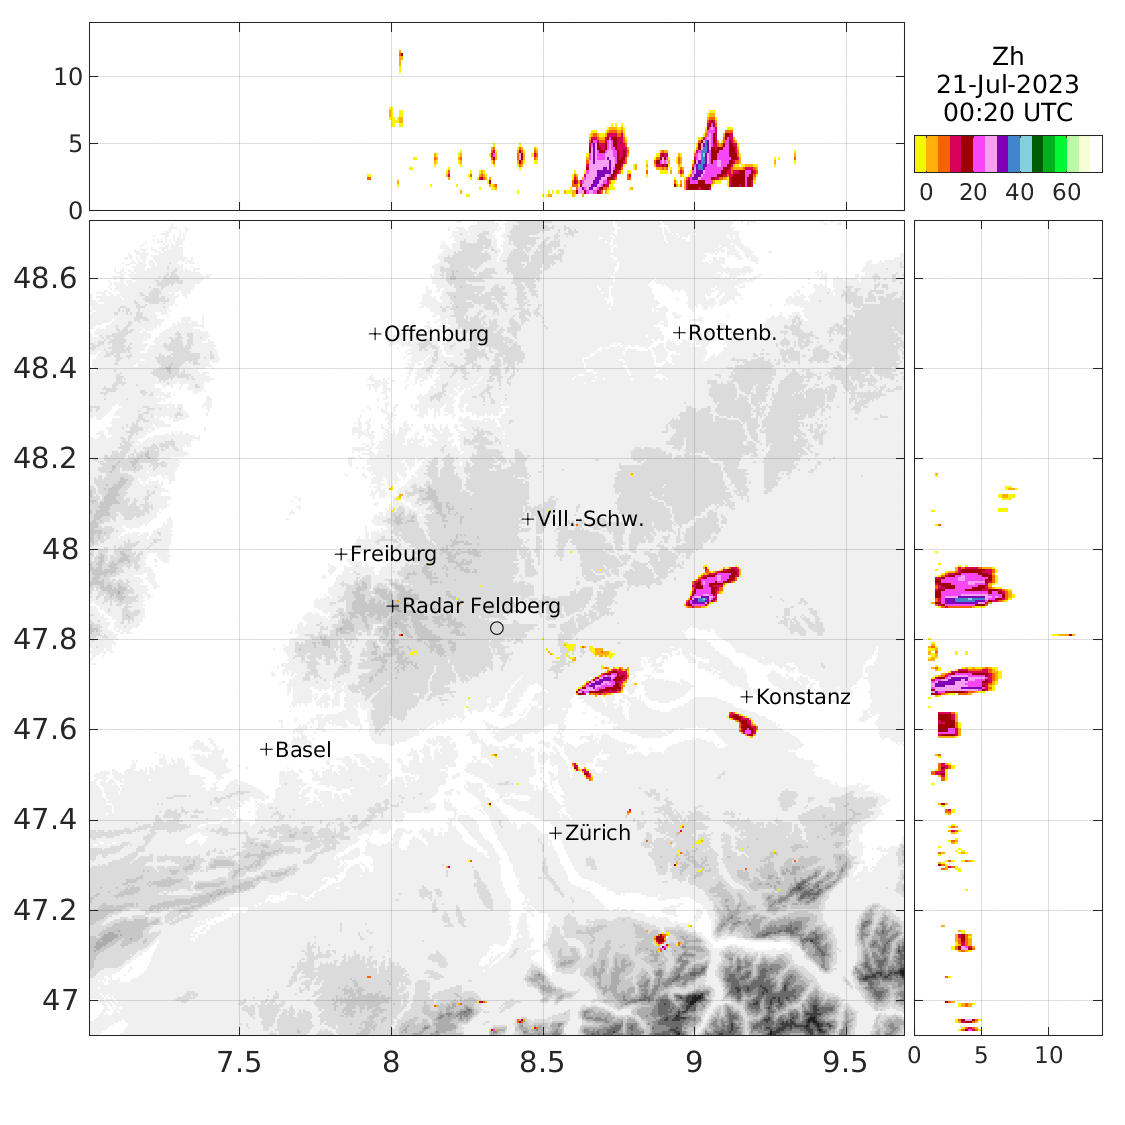 10
5
0
Zh
21-Jul-2023
00:20 UTC
0 20 40 60
48.6
48.4
48.2
48
47.8
47.6
47.4
47.2
47
+Offenburg
+Rottenb.
+Vill.-Schw.
+Freiburg
+Radar Feldberg
+Konstanz
+Basel
+Zürich
7.5 8 8.5 9 9.5
0 5 10